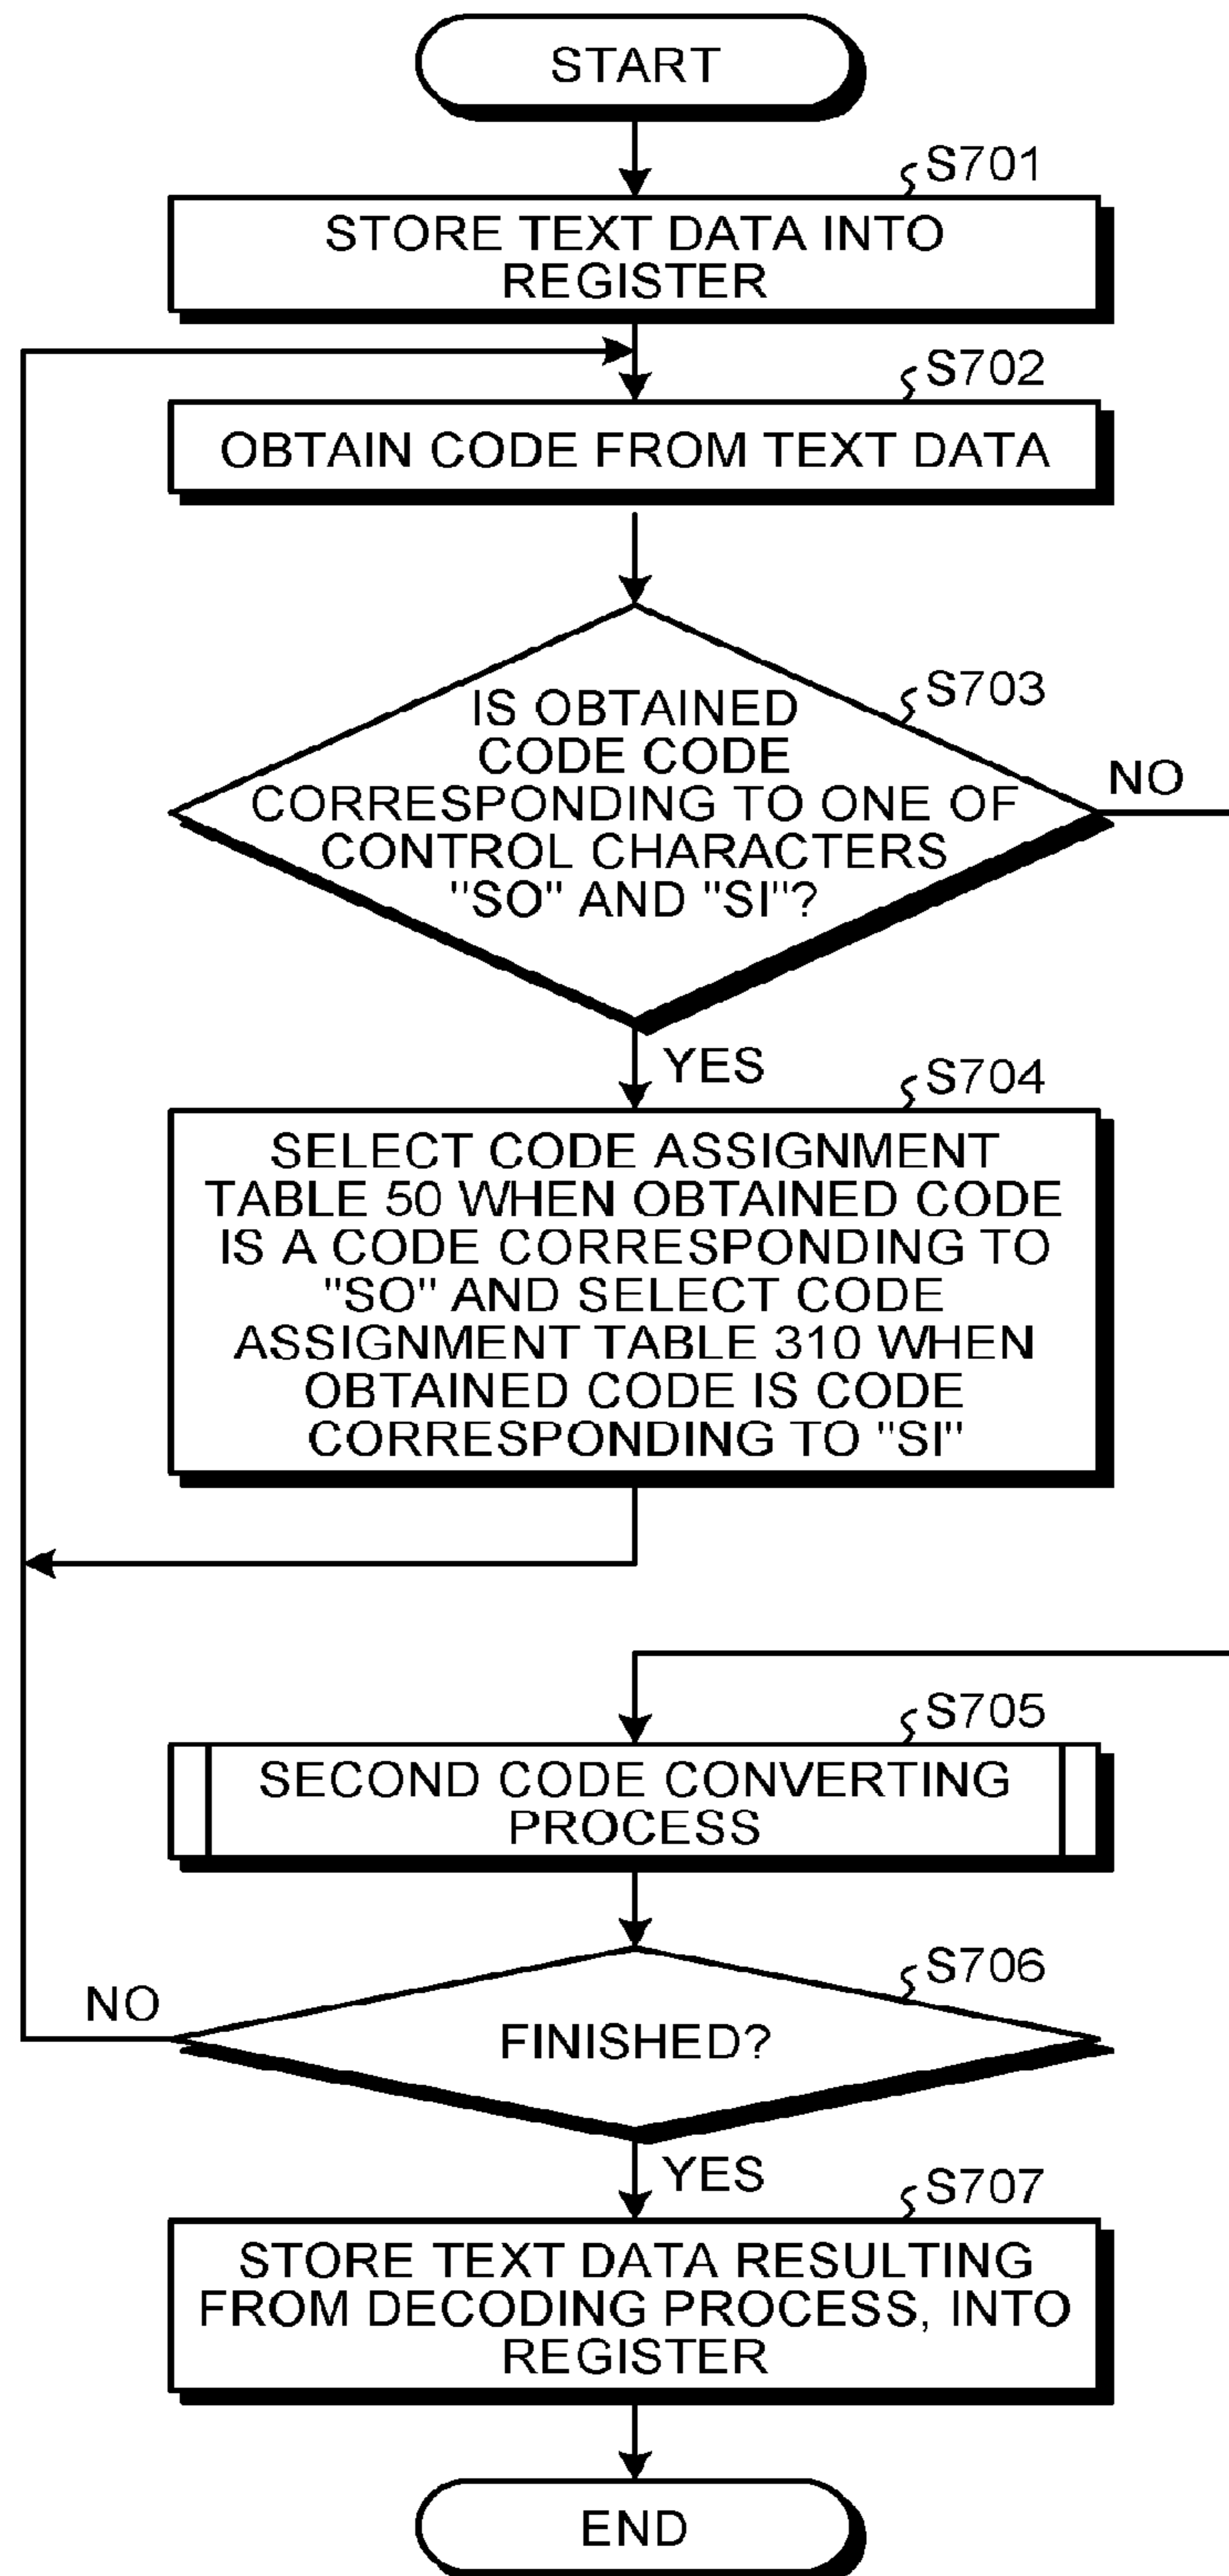 START
S701
STORE TEXT DATA INTO
REGISTER
S702
OBTAIN CODE FROM TEXT DATA
S703
IS OBTAINED
CODE CODE
CORRESPONDING TO ONE OF
CONTROL CHARACTERS
"SO" AND "SI"?
NO
YES
S704
SELECT CODE ASSIGNMENT
TABLE 50 WHEN OBTAINED CODE
IS A CODE CORRESPONDING TO
"SO" AND SELECT CODE
ASSIGNMENT TABLE 310 WHEN
OBTAINED CODE IS CODE
CORRESPONDING TO "SI"
S705
SECOND CODE CONVERTING
PROCESS
S706
NO
FINISHED?
YES
S707
STORE TEXT DATA RESULTING
FROM DECODING PROCESS, INTO
REGISTER
END